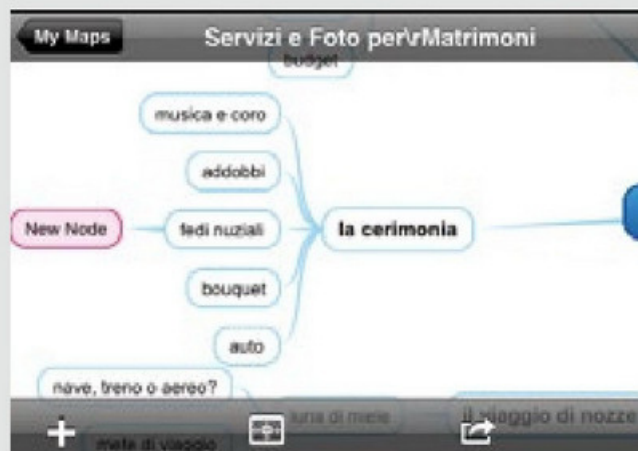 My Maps
Servizi e Foto per\rMatrimoni
budget
musica e coro
addobbi
New Node
fedi nuziali
la cerimonia
bouquet
auto
nave, treno o aereo?
luna di miele
il viaggio di nozze
mete di viaggio